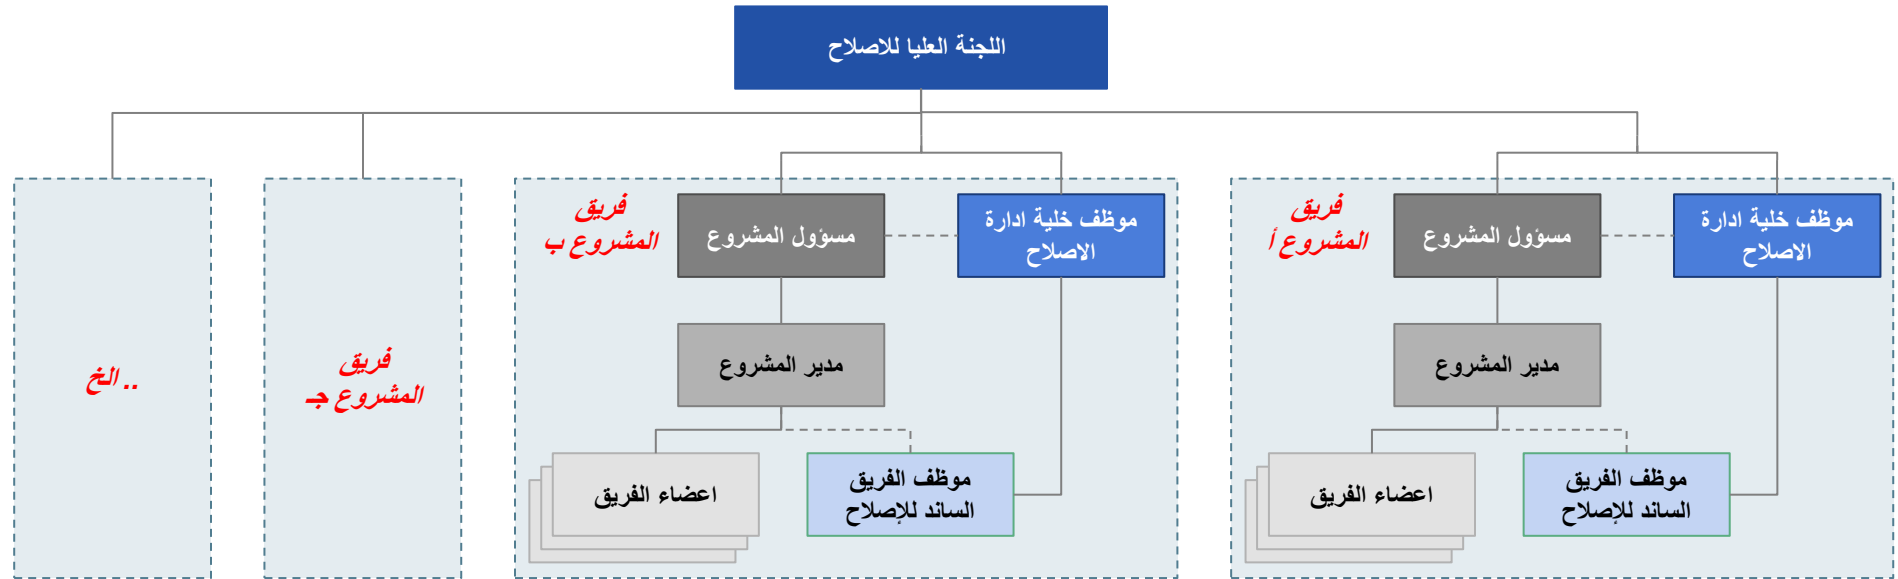 اللجنة العليا للاصلاح
فريق
المشروع أ
موظف خلية ادارة
الاصلاح
مسؤول المشروع
مدير المشروع
موظف الفريق
الساند للإصلاح
اعضاء الفريق
فريق
المشروع ب
موظف خلية ادارة
الاصلاح
مسؤول المشروع
مدير المشروع
موظف الفريق
الساند للإصلاح
اعضاء الفريق
فريق
المشروع جـ
.. الخ